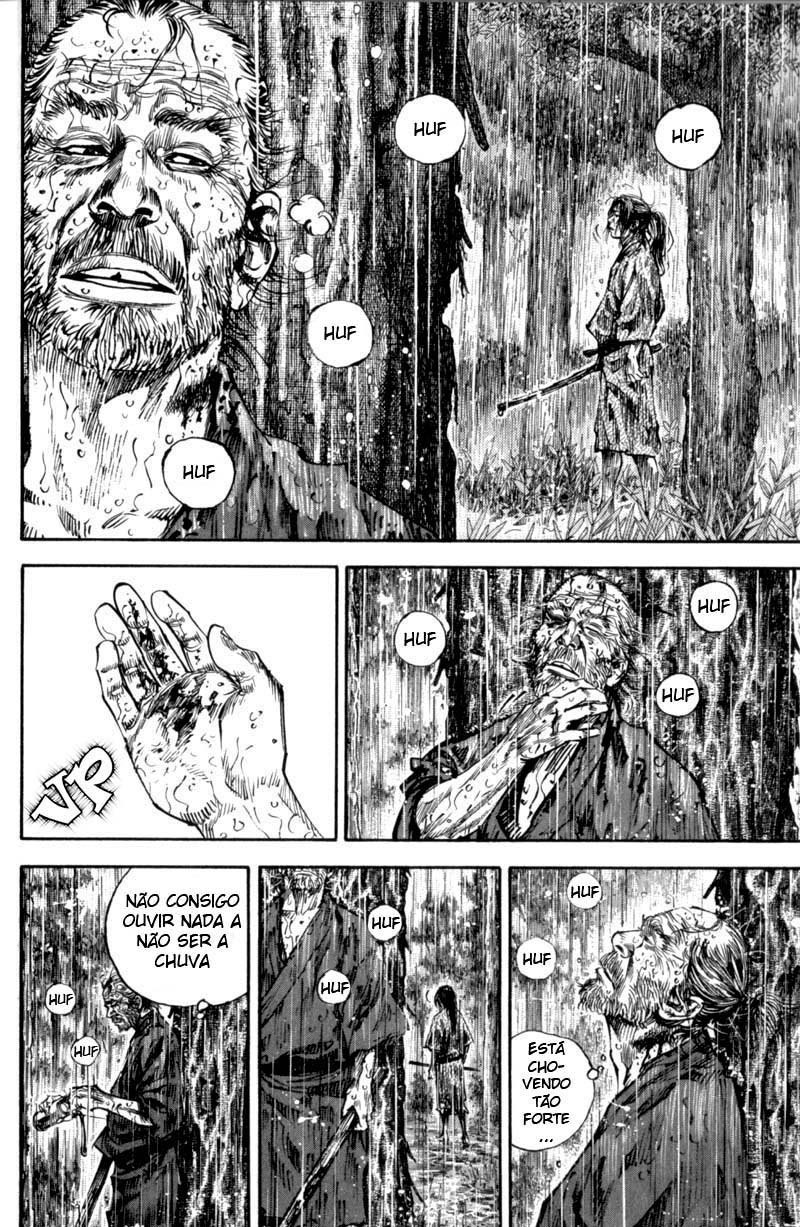 HUF
HUF
HUF
HUF
HUF
HUF
HUF
VP
HUF
HUF
ESTÁ
CHO-
VENDO
TÃO
FORTE
...
HUF
HUF
NÃO CONSIGO
OUVIR NADA A
NÃO SER A
CHUVA
HUF
HUF